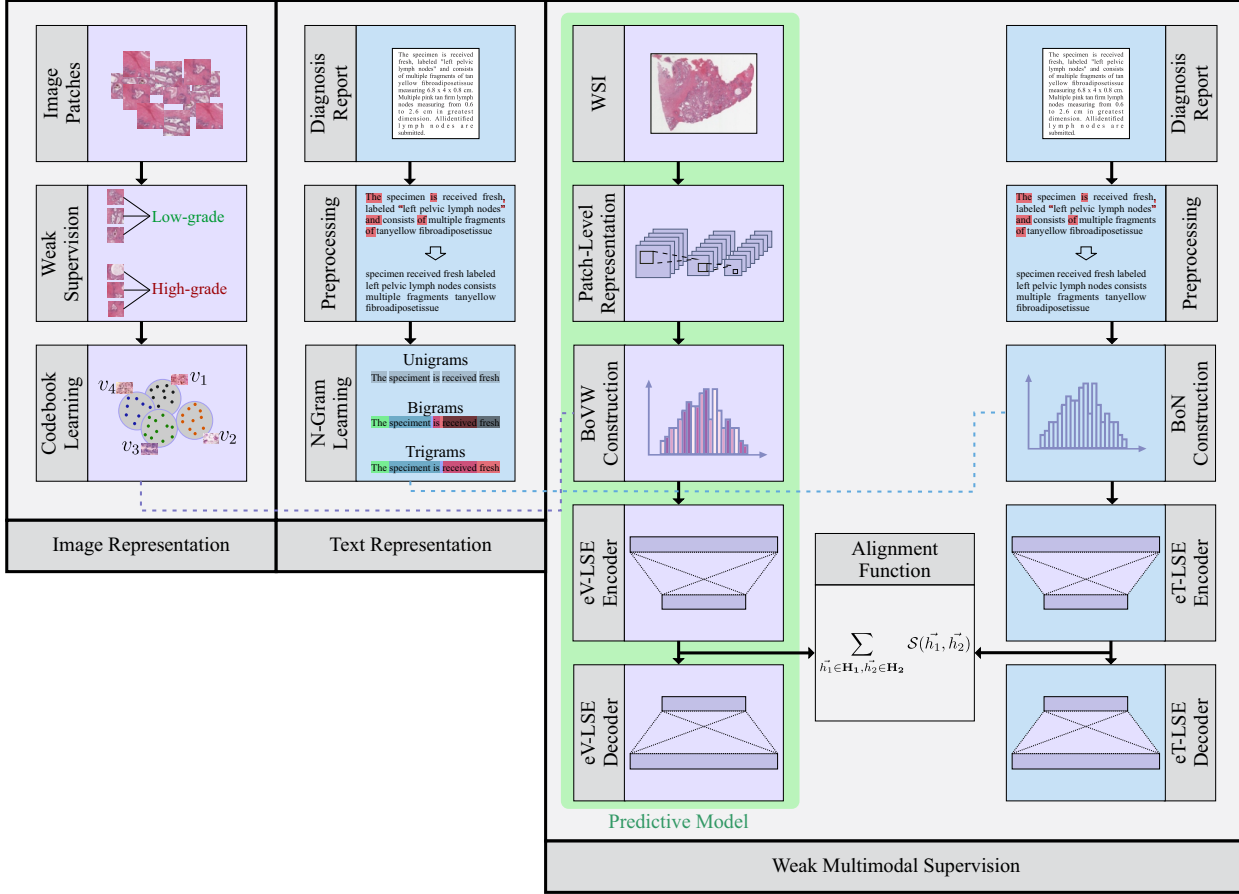 Image
Patches
Weak
Supervision
Low-grade
High-grade
Codebook
Learning
v4
v1
v3
v2
Image Representation
Diagnosis
Report
The specimen is received
fresh, labeled "left pelvic
lymph nodes" and consists
of multiple fragments of tan
yellow fibroadiposetissue
measuring 6.8 x 4 x 0.8 cm.
Multiple pink tan firm lymph
nodes measuring from 0.6
to 2.6 cm in greatest
dimension. Allidentified
lymph nodes are
submitted.
Preprocessing
The specimen is received fresh,
labeled "left pelvic lymph nodes"
and consists of multiple fragments
of tanyellow fibroadiposetissue
specimen received fresh labeled
left pelvic lymph nodes consists
multiple fragments tanyellow
fibroadiposetissue
N-Gram
Learning
Unigrams
The speciment is received fresh
Bigrams
The speciment is received fresh
Trigrams
The speciment is received fresh
Text Representation
WSI
Patch-Level
Representation
BoVW
Construction
eV-LSE
Encoder
eV-LSE
Decoder
Predictive Model
Alignment
Function
∑ S(h⃗1, h⃗2)
h⃗1∈H1, h⃗2∈H2
Diagnosis
Report
The specimen is received
fresh, labeled "left pelvic
lymph nodes" and consists
of multiple fragments of tan
yellow fibroadiposetissue
measuring 6.8 x 4 x 0.8 cm.
Multiple pink tan firm lymph
nodes measuring from 0.6
to 2.6 cm in greatest
dimension. Allidentified
lymph nodes are
submitted.
Preprocessing
The specimen is received fresh,
labeled "left pelvic lymph nodes"
and consists of multiple fragments
of tanyellow fibroadiposetissue
specimen received fresh labeled
left pelvic lymph nodes consists
multiple fragments tanyellow
fibroadiposetissue
BoN
Construction
eT-LSE
Encoder
eT-LSE
Decoder
Weak Multimodal Supervision